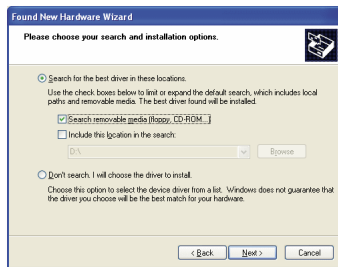 Found New Hardware Wizard
Please choose your search and installation options.
Search for the best driver in these locations.
Use the check boxes below to limit or expand the default search, which includes local
paths and removable media. The best driver found will be installed.
Search removable media (floppy, CD-ROM...)
Include this location in the search:
D:\
Browse
Don't search. I will choose the driver to install.
Choose this option to select the device driver from a list. Windows does not guarantee that
the driver you choose will be the best match for your hardware.
< Back
Next >
Cancel